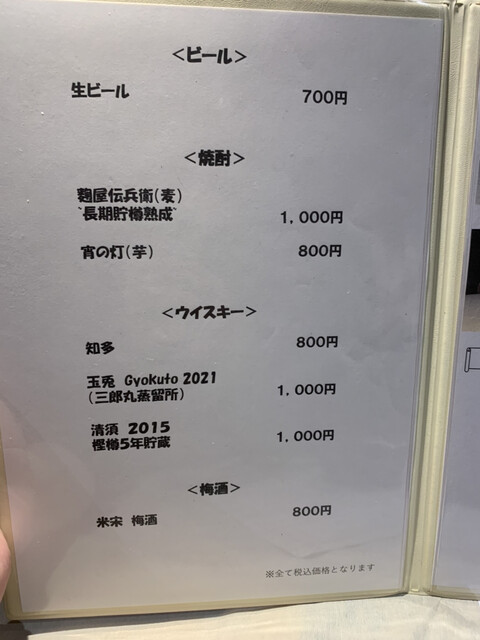 <ビール>
生ビール 700円
<焼酎>
麹屋伝兵衛(麦)
`長期貯樽熟成` 1,000円
宵の灯(芋) 800円
<ウイスキー>
知多 800円
玉兎 Gyokuto 2021
(三郎丸蒸留所) 1,000円
清須 2015
樫樽5年貯蔵 1,000円
<梅酒>
米宗 梅酒 800円
※全て税込価格となります